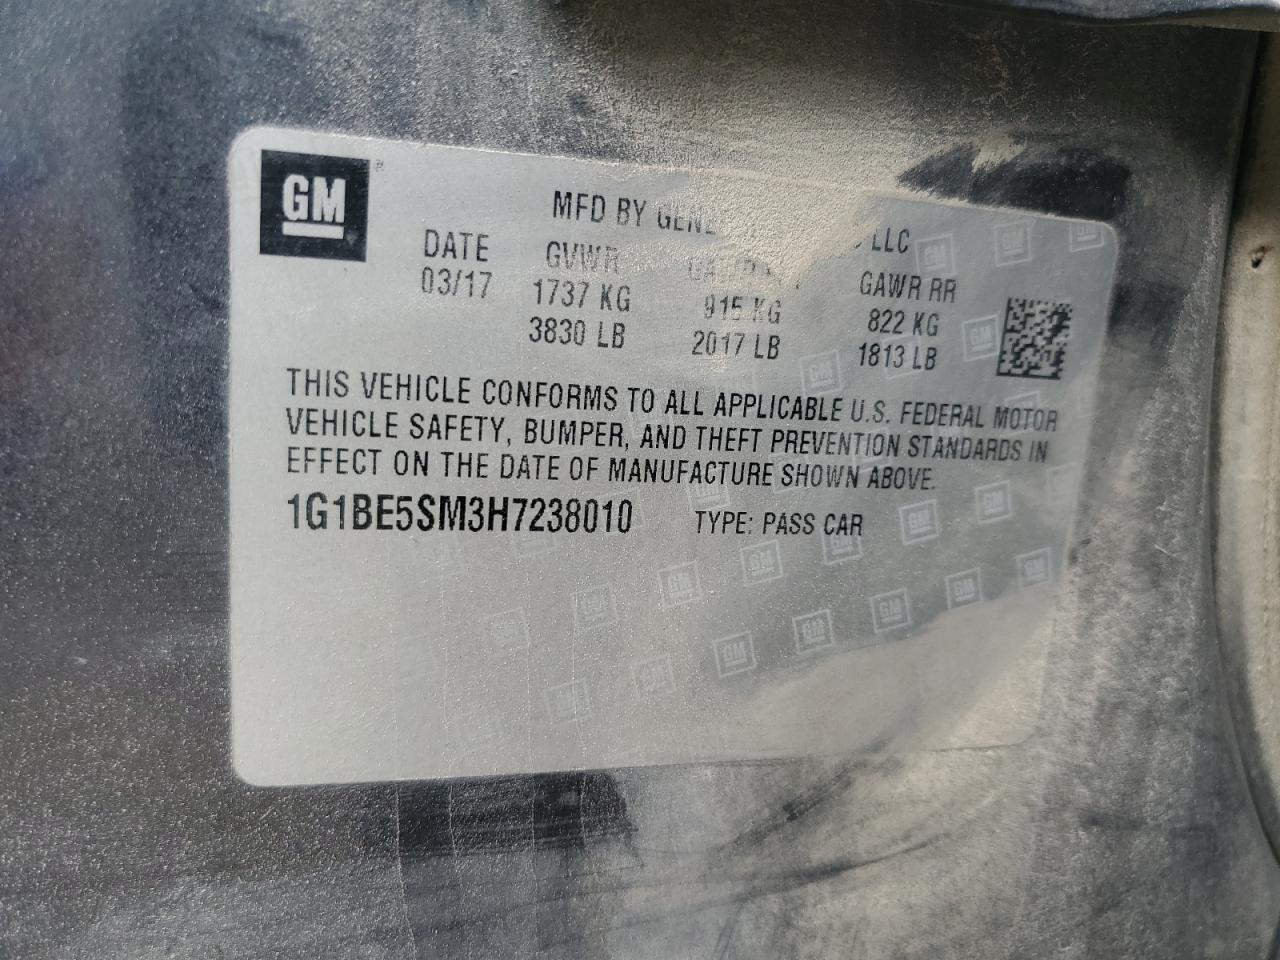 GM
MFD BY LLC
DATE GVWR GAWR RR
03/17 1737 KG 915 KG 822 KG
3830 LB 2017 LB 1813 LB
THIS VEHICLE CONFORMS TO ALL APPLICABLE U.S. FEDERAL MOTOR
VEHICLE SAFETY, BUMPER, AND THEFT PREVENTION STANDARDS IN
EFFECT ON THE DATE OF MANUFACTURE SHOWN ABOVE.
1G1BE5SM3H7238010 TYPE: PASS CAR